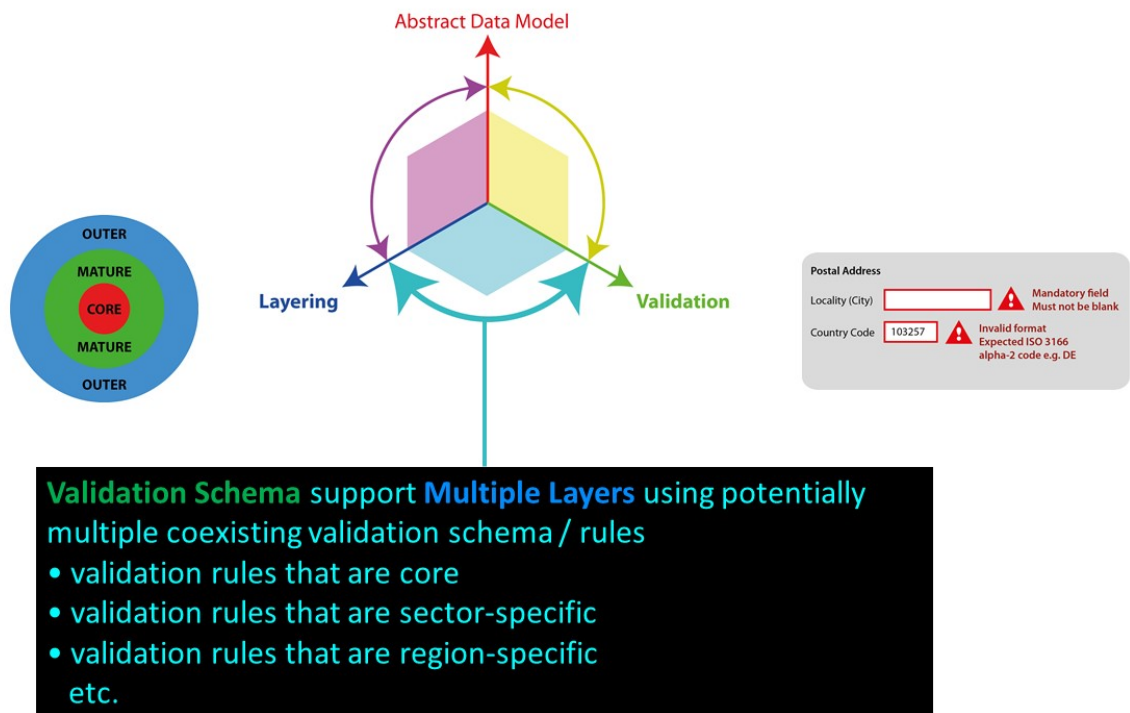 Abstract Data Model
OUTER
MATURE
CORE
MATURE
OUTER
Layering
Validation
Postal Address
Locality (City)
Mandatory field
Must not be blank
Country Code
103257
Invalid format
Expected ISO 3166
alpha-2 code e.g. DE
Validation Schema support Multiple Layers using potentially
multiple coexisting validation schema / rules
• validation rules that are core
• validation rules that are sector-specific
• validation rules that are region-specific
etc.